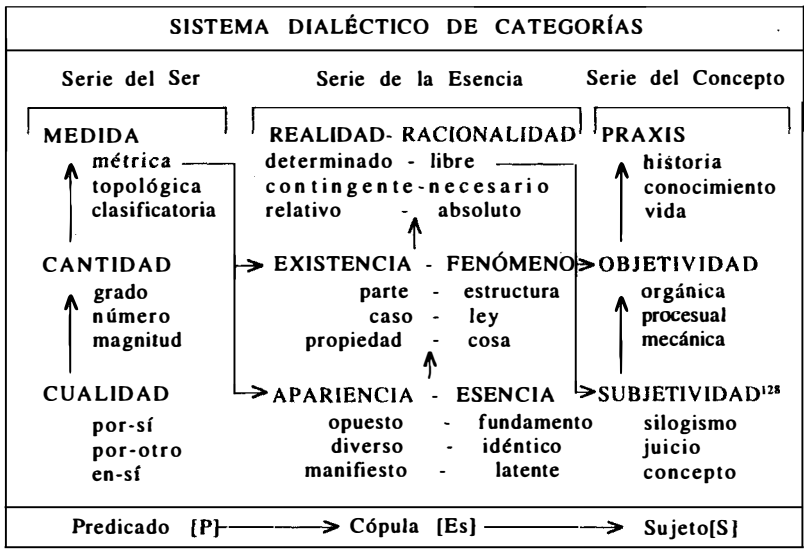 SISTEMA DIALÉCTICO DE CATEGORÍAS
Serie del Ser
Serie de la Esencia
Serie del Concepto
MEDIDA
métrica
topológica
clasificatoria
CANTIDAD
grado
número
magnitud
CUALIDAD
por-sí
por-otro
en-sí
REALIDAD- RACIONALIDAD
determinado - libre
contingente-necesario
relativo - absoluto
EXISTENCIA - FENÓMENO
parte - estructura
caso - ley
propiedad - cosa
APARIENCIA - ESENCIA
opuesto - fundamento
diverso - idéntico
manifiesto - latente
PRAXIS
historia
conocimiento
vida
OBJETIVIDAD
orgánica
procesual
mecánica
SUBJETIVIDAD¹²⁸
silogismo
juicio
concepto
Predicado [P] Cópula [Es] Sujeto[S]